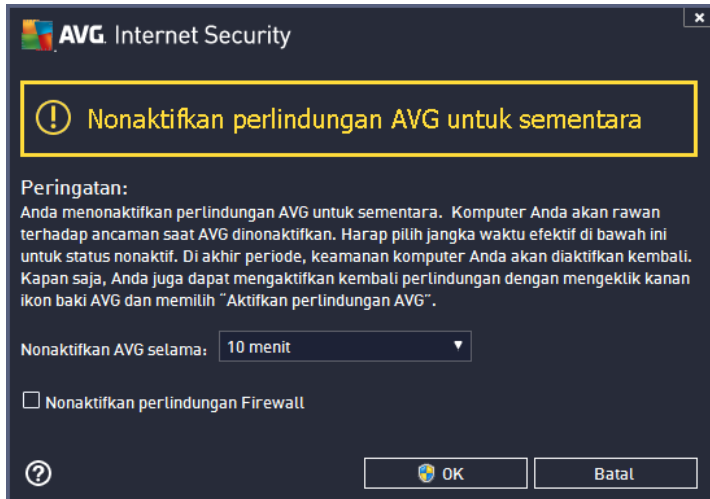 AVG. Internet Security
Nonaktifkan perlindungan AVG untuk sementara
Peringatan:
Anda menonaktifkan perlindungan AVG untuk sementara.  Komputer Anda akan rawan
terhadap ancaman saat AVG dinonaktifkan. Harap pilih jangka waktu efektif di bawah ini
untuk status nonaktif. Di akhir periode, keamanan komputer Anda akan diaktifkan kembali.
Kapan saja, Anda juga dapat mengaktifkan kembali perlindungan dengan mengeklik kanan
ikon baki AVG dan memilih "Aktifkan perlindungan AVG".
Nonaktifkan AVG selama: 10 menit
Nonaktifkan perlindungan Firewall
OK Batal